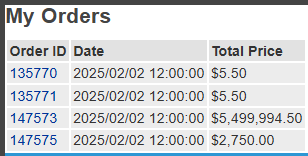 My Orders
Order ID Date Total Price
135770 2025/02/02 12:00:00 $5.50
135771 2025/02/02 12:00:00 $5.50
147573 2025/02/02 12:00:00 $5,499,994.50
147575 2025/02/02 12:00:00 $2,750.00